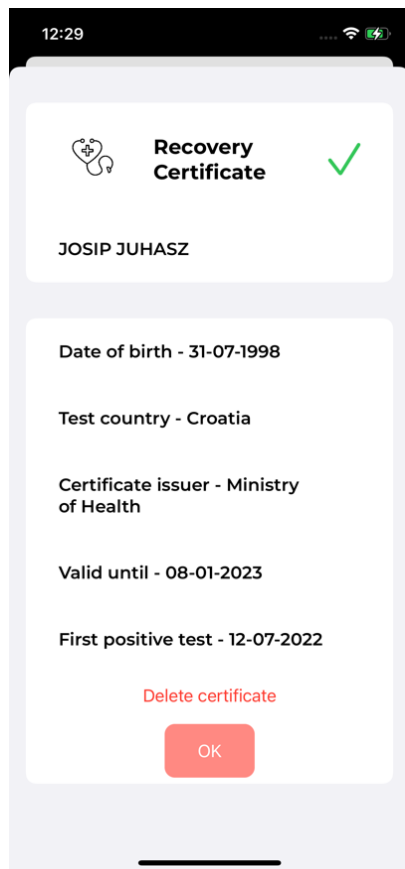 12:29
Recovery
Certificate
JOSIP JUHASZ
Date of birth - 31-07-1998
Test country - Croatia
Certificate issuer - Ministry
of Health
Valid until - 08-01-2023
First positive test - 12-07-2022
Delete certificate
OK